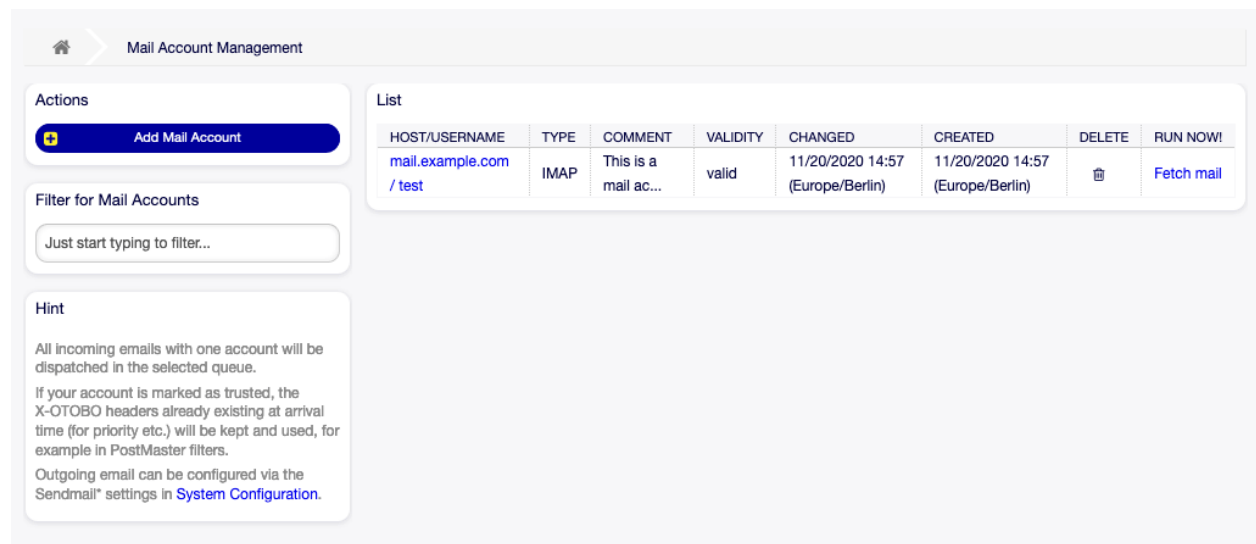 Mail Account Management
Actions
Add Mail Account
Filter for Mail Accounts
Just start typing to filter...
Hint
All incoming emails with one account will be
dispatched in the selected queue.
If your account is marked as trusted, the
X-OTOBO headers already existing at arrival
time (for priority etc.) will be kept and used, for
example in PostMaster filters.
Outgoing email can be configured via the
Sendmail* settings in System Configuration.
List
HOST/USERNAME TYPE COMMENT VALIDITY CHANGED CREATED DELETE RUN NOW!
mail.example.com This is a 11/20/2020 14:57 11/20/2020 14:57
IMAP valid Fetch mail
/ test mail ac... (Europe/Berlin) (Europe/Berlin)